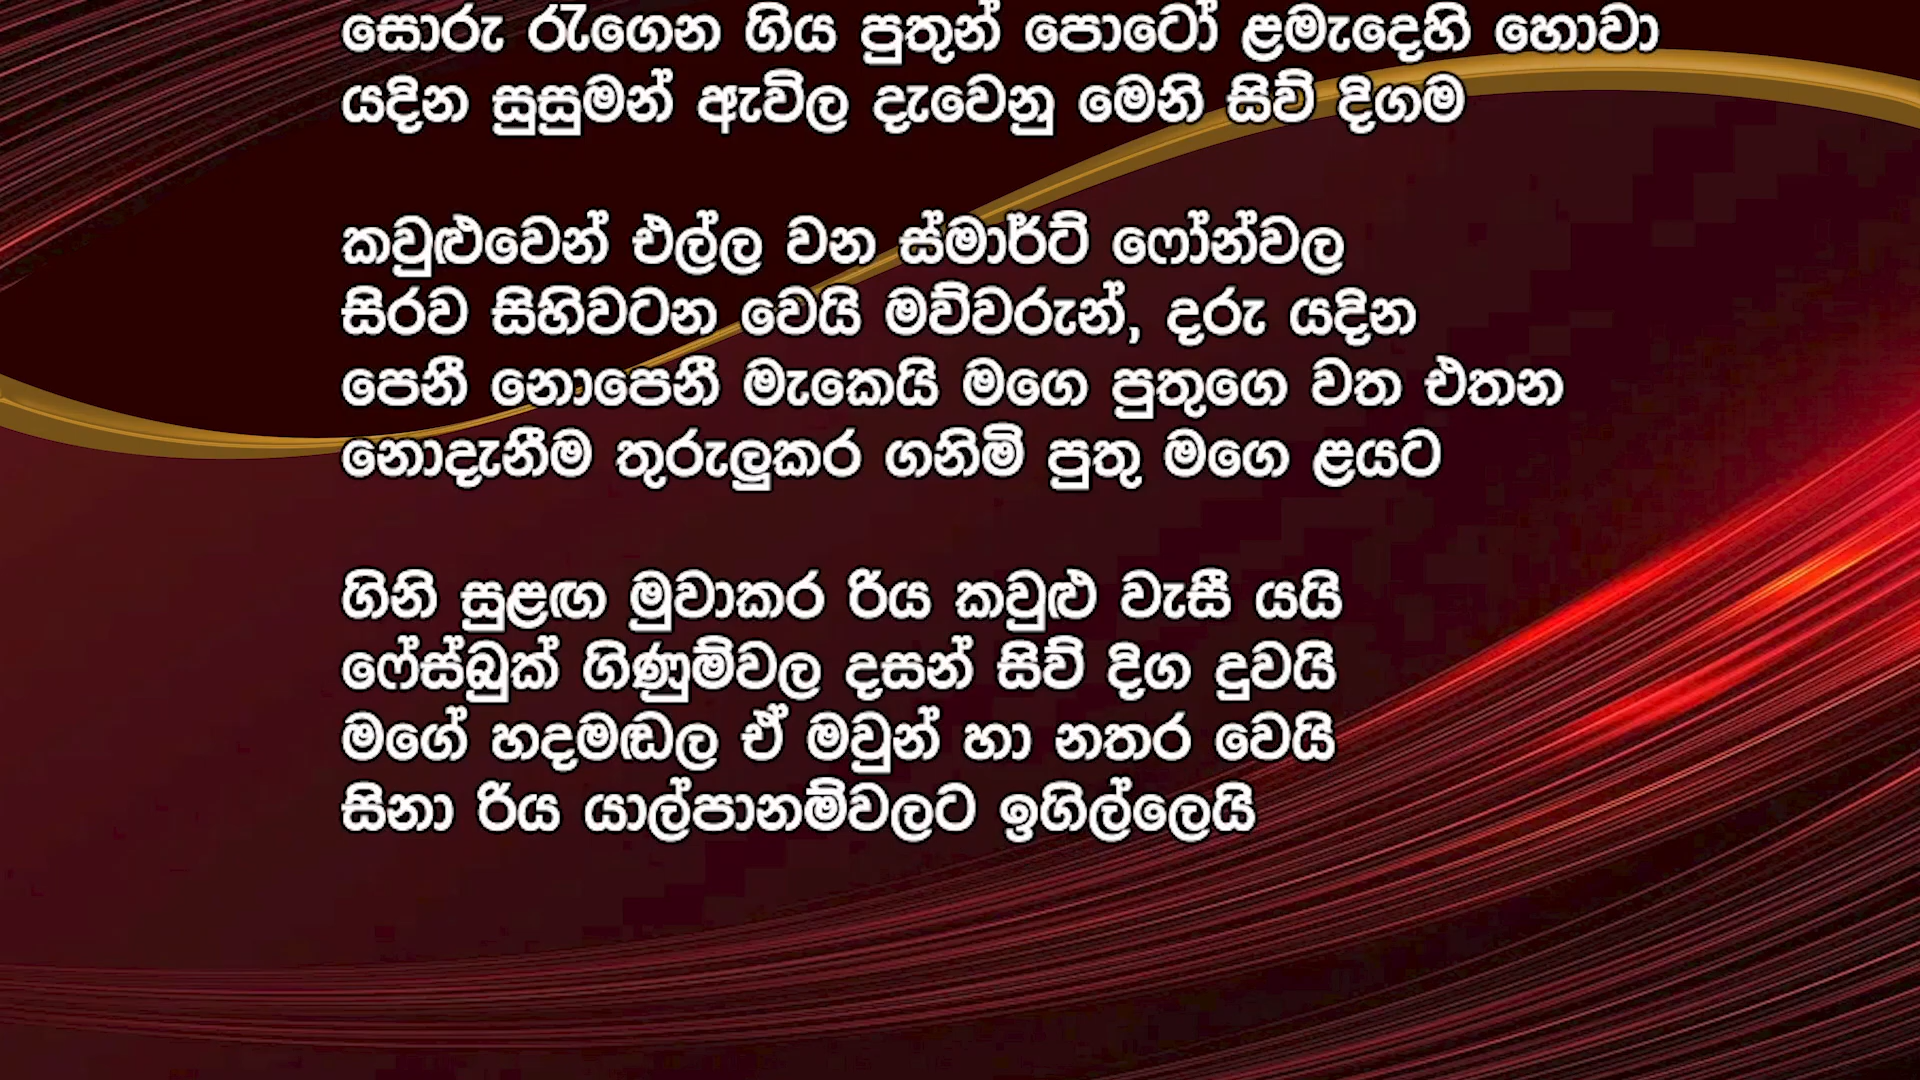 සොරු රැගෙන ගිය පුතුන් පොටෝ ළමැදෙහි හොවා
යදින සුසුමන් ඇවිල දැවෙනු මෙනි සිව් දිගම
කවුළුවෙන් එල්ල වන ස්මාර්ට් ෆෝන්වල
සිරව සිහිවටන වෙයි මව්වරුන්, දරු යදින
පෙනී නොපෙනී මැකෙයි මගෙ පුතුගෙ වත එතන
නොදැනීම තුරුලුකර ගනිමි පුතු මගෙ ළයට
ගිනි සුළඟ මුවාකර රිය කවුළු වැසී යයි
ෆේස්බුක් ගිණුම්වල දසන් සිව් දිග දුවයි
මගේ හදමඬල ඒ මවුන් හා නතර වෙයි
සිනා රිය යාල්පානම්වලට ඉගිල්ලෙයි